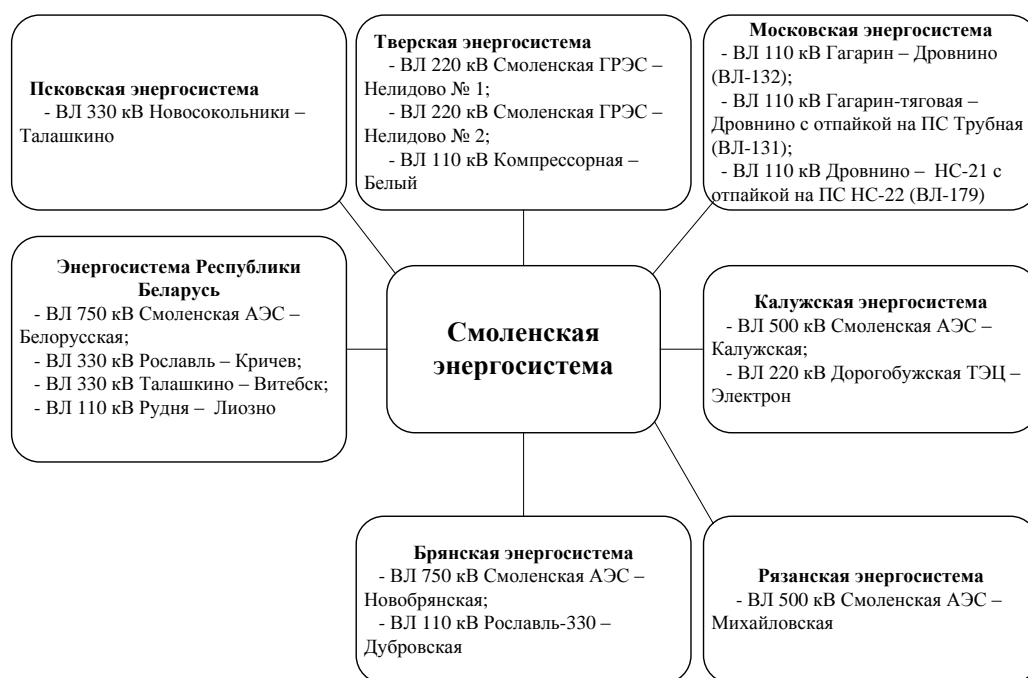 Псковская энергосистема
- ВЛ 330 кВ Новосокольники –
Талашкино
Тверская энергосистема
- ВЛ 220 кВ Смоленская ГРЭС –
Нелидово № 1;
- ВЛ 220 кВ Смоленская ГРЭС –
Нелидово № 2;
- ВЛ 110 кВ Компрессорная –
Белый
Московская энергосистема
- ВЛ 110 кВ Гагарин – Дровнино
(ВЛ-132);
- ВЛ 110 кВ Гагарин-тяговая –
Дровнино с отпайкой на ПС Трубная
(ВЛ-131);
- ВЛ 110 кВ Дровнино – НС-21 с
отпайкой на ПС НС-22 (ВЛ-179)
Энергосистема Республики
Беларусь
- ВЛ 750 кВ Смоленская АЭС –
Белорусская;
- ВЛ 330 кВ Рославль – Кричев;
- ВЛ 330 кВ Талашкино – Витебск;
- ВЛ 110 кВ Рудня – Лиозно
Смоленская
энергосистема
Калужская энергосистема
- ВЛ 500 кВ Смоленская АЭС –
Калужская;
- ВЛ 220 кВ Дорогобужская ТЭЦ –
Электрон
Брянская энергосистема
- ВЛ 750 кВ Смоленская АЭС –
Новобрянская;
- ВЛ 110 кВ Рославль-330 –
Дубровская
Рязанская энергосистема
- ВЛ 500 кВ Смоленская АЭС –
Михайловская